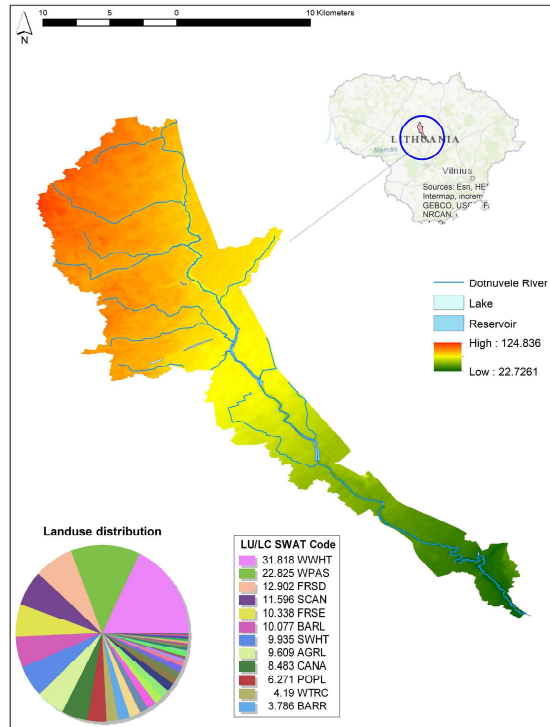 10 5 0 10 Kilometers
N
LITHUANIA
Neman
Vilnius
Sources: Esri, HE
Intermap, increm
GEBCO, USG F
NRCAN,
Dotnuvele River
Lake
Reservoir
High : 124.836
Low : 22.7261
Landuse distribution
LU/LC SWAT Code
31.818 WWHT
22.825 WPAS
12.902 FRSD
11.596 SCAN
10.338 FRSE
10.077 BARL
9.935 SWHT
9.609 AGRL
8.483 CANA
6.271 POPL
4.19 WTRC
3.786 BARR